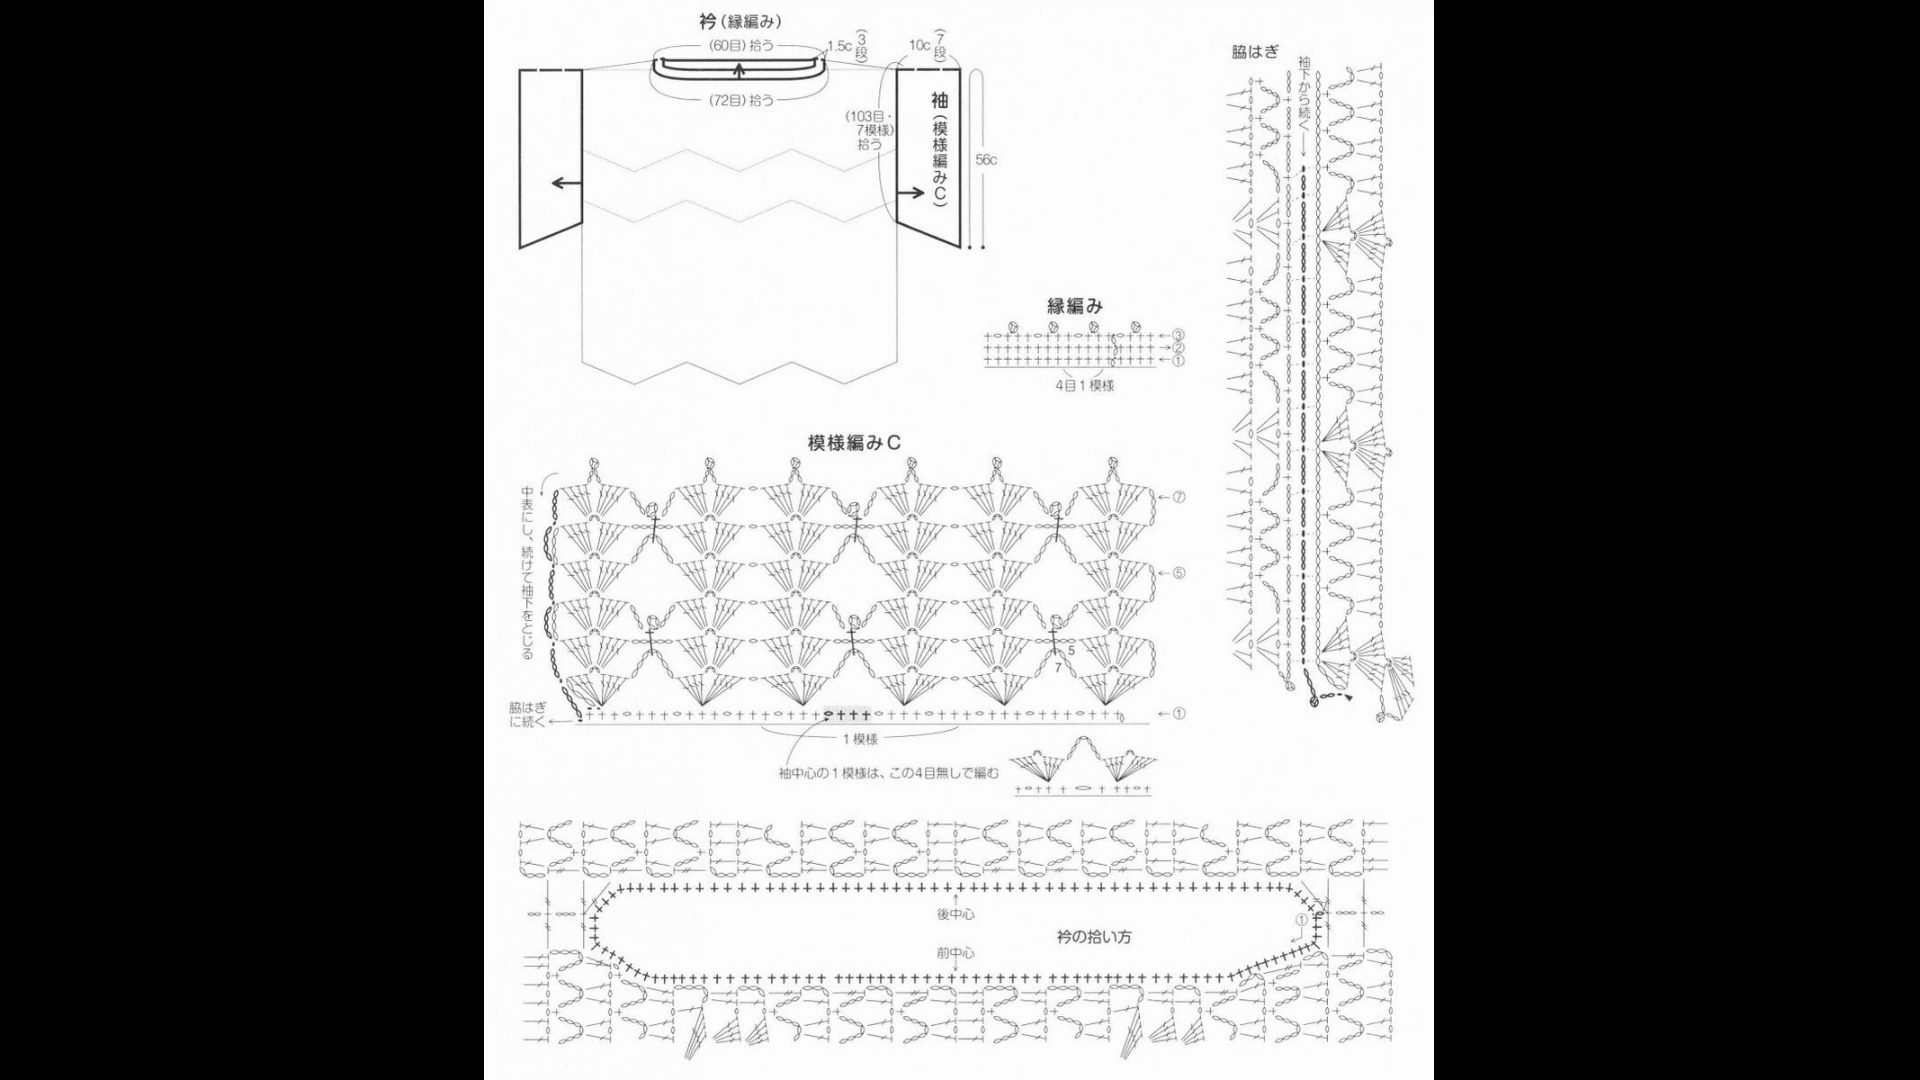 衿(縁編み)
(60目)拾う
1.5c(3段)
10c(7段)
(72目)拾う
(103目・
7模様)
拾う
袖(模様編みC)
56c
縁編み
③
②
①
4目1模様
脇はぎ
袖下から続く
模様編みC
中表にし、続けて袖下をとじる
⑦
⑤
5
7
脇はぎ
に続く
①
1模様
袖中心の1模様は、この4目無しで編む
後中心
①
衿の拾い方
前中心